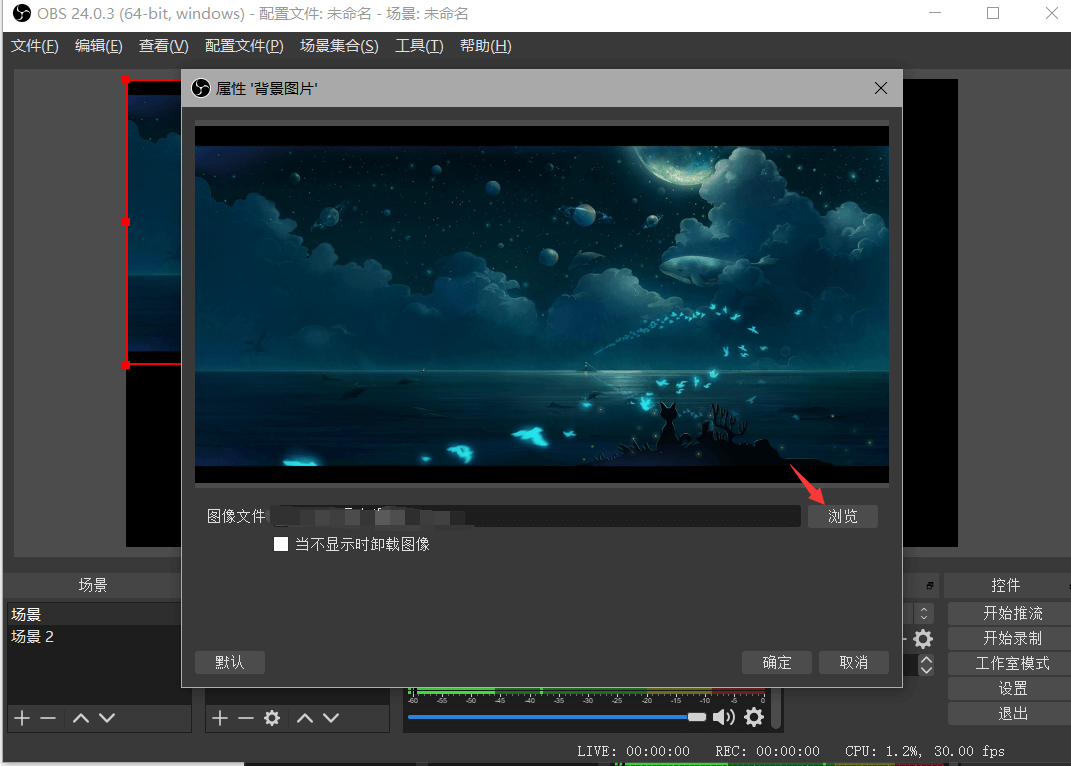 OBS 24.0.3 (64-bit, windows) - 配置文件: 未命名 - 场景: 未命名
文件(F) 编辑(E) 查看(V) 配置文件(P) 场景集合(S) 工具(T) 帮助(H)
属性 '背景图片'
图像文件
浏览
当不显示时卸载图像
默认
确定
取消
场景
场景
场景 2
控件
开始推流
开始录制
工作室模式
设置
退出
-60 -55 -50 -45 -40 -35 -30 -25 -20 -15 -10 -5 0
LIVE: 00:00:00 REC: 00:00:00 CPU: 1.2%, 30.00 fps